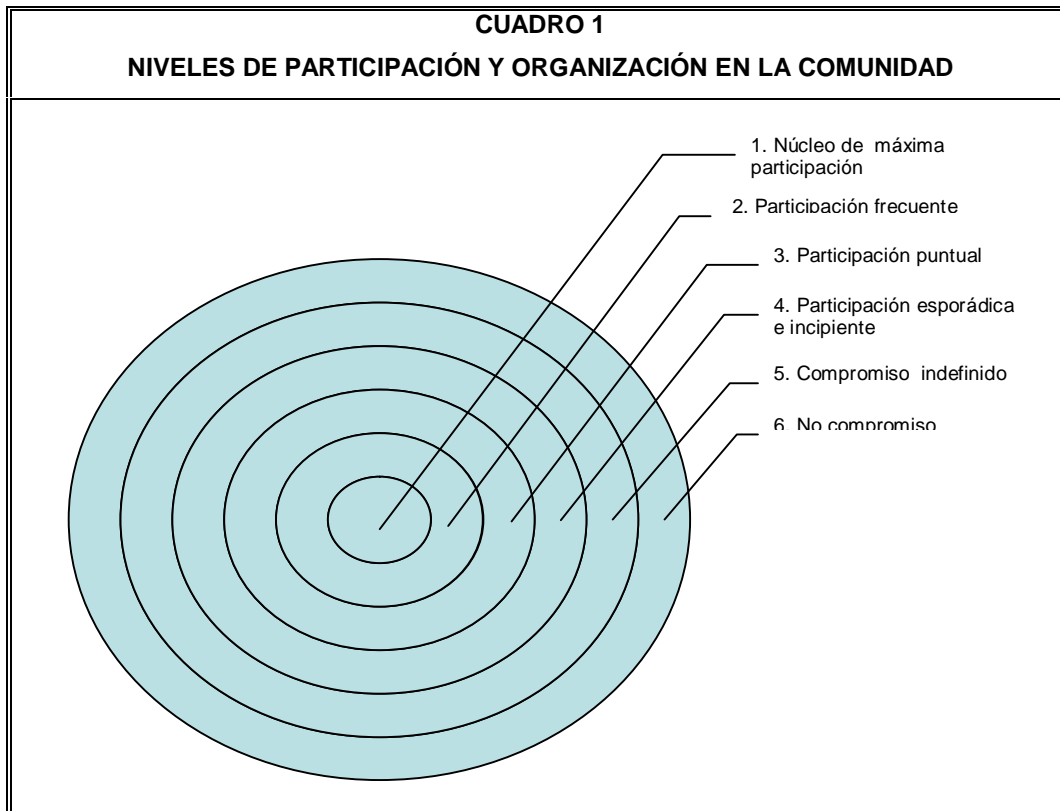 CUADRO 1
NIVELES DE PARTICIPACIÓN Y ORGANIZACIÓN EN LA COMUNIDAD
1. Núcleo de máxima
participación
2. Participación frecuente
3. Participación puntual
4. Participación esporádica
e incipiente
5. Compromiso indefinido
6. No compromiso